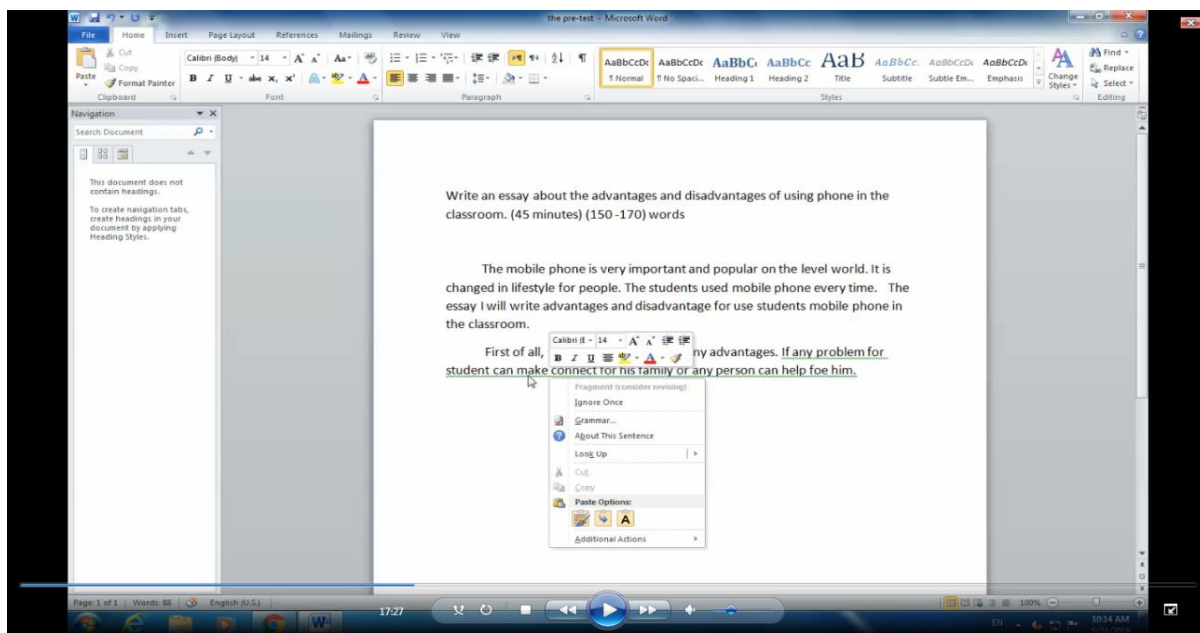 the pre-test - Microsoft Word
File Home Insert Page Layout References Mailings Review View
Cut
Copy
Format Painter
Paste
Clipboard
Calibri (Body) 14
Font
Paragraph
AaBbCcDc AaBbCcDc AaBbC AaBbCc AaB AaBbCc. AaBbCcDc AaBbCcDc
¶ Normal ¶ No Spaci... Heading 1 Heading 2 Title Subtitle Subtle Em... Emphasis
Change Styles
Styles
Find
Replace
Select
Editing
Navigation
Search Document
This document does not
contain headings.
To create navigation tabs,
create headings in your
document by applying
Heading Styles.
Write an essay about the advantages and disadvantages of using phone in the
classroom. (45 minutes) (150 -170) words
The mobile phone is very important and popular on the level world. It is
changed in lifestyle for people. The students used mobile phone every time. The
essay I will write advantages and disadvantage for use students mobile phone in
the classroom.
First of all, ny advantages. If any problem for
student can make connect for his family or any person can help foe him.
Calibri (E 14
Fragment (consider revising)
Ignore Once
Grammar...
About This Sentence
Look Up
Cut
Copy
Paste Options:
Additional Actions
Page: 1 of 1 Words: 88 English (U.S.) 100%
17:27
EN 10:14 AM